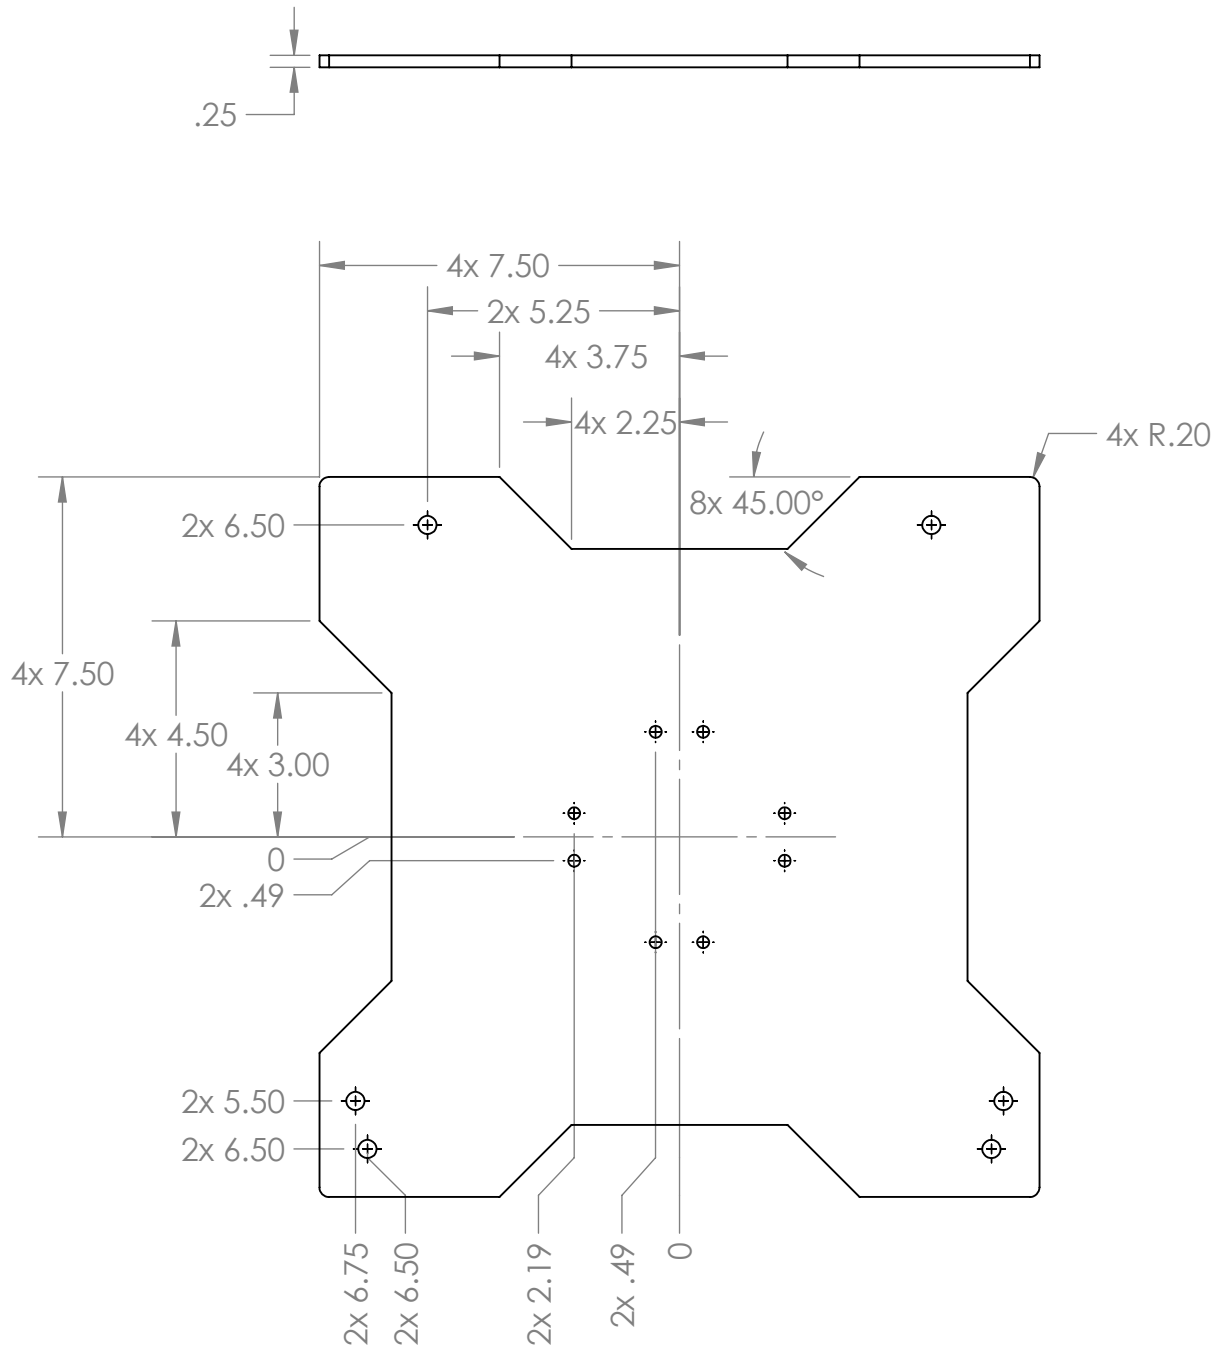 .25
4x 7.50
2x 5.25
4x 3.75
4x 2.25
4x R.20
8x 45.00°
2x 6.50
4x 7.50
4x 4.50
4x 3.00
0
2x .49
2x 5.50
2x 6.50
2x 6.75
2x 6.50
2x 2.19
2x .49
0